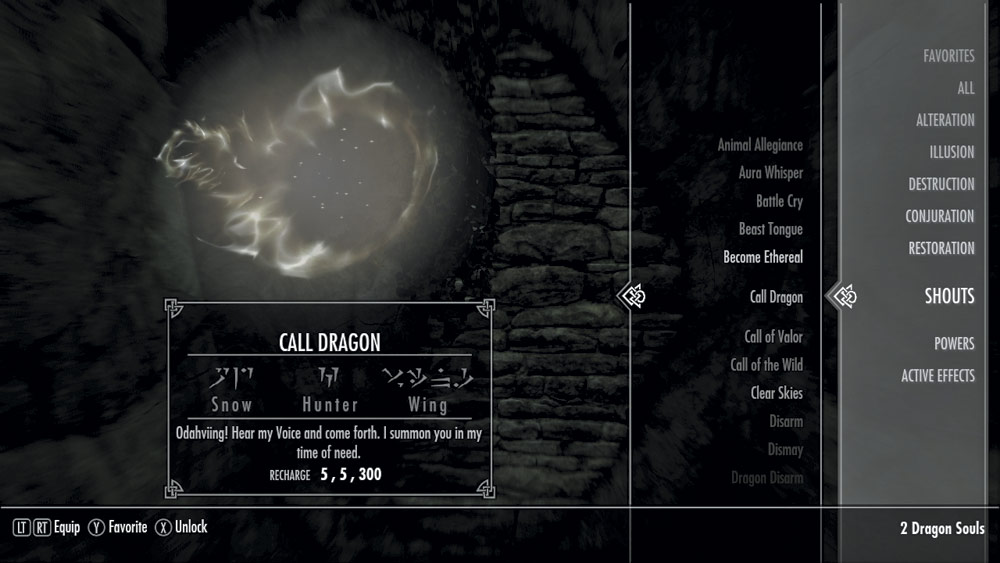 FAVORITES
ALL
ALTERATION
ILLUSION
DESTRUCTION
CONJURATION
RESTORATION
SHOUTS
POWERS
ACTIVE EFFECTS
Animal Allegiance
Aura Whisper
Battle Cry
Beast Tongue
Become Ethereal
Call Dragon
Call of Valor
Call of the Wild
Clear Skies
Disarm
Dismay
Dragon Disarm
CALL DRAGON
Snow Hunter Wing
Odahviing! Hear my Voice and come forth. I summon you in my
time of need.
RECHARGE 5 , 5 , 300
LT RT Equip Y Favorite X Unlock
2 Dragon Souls